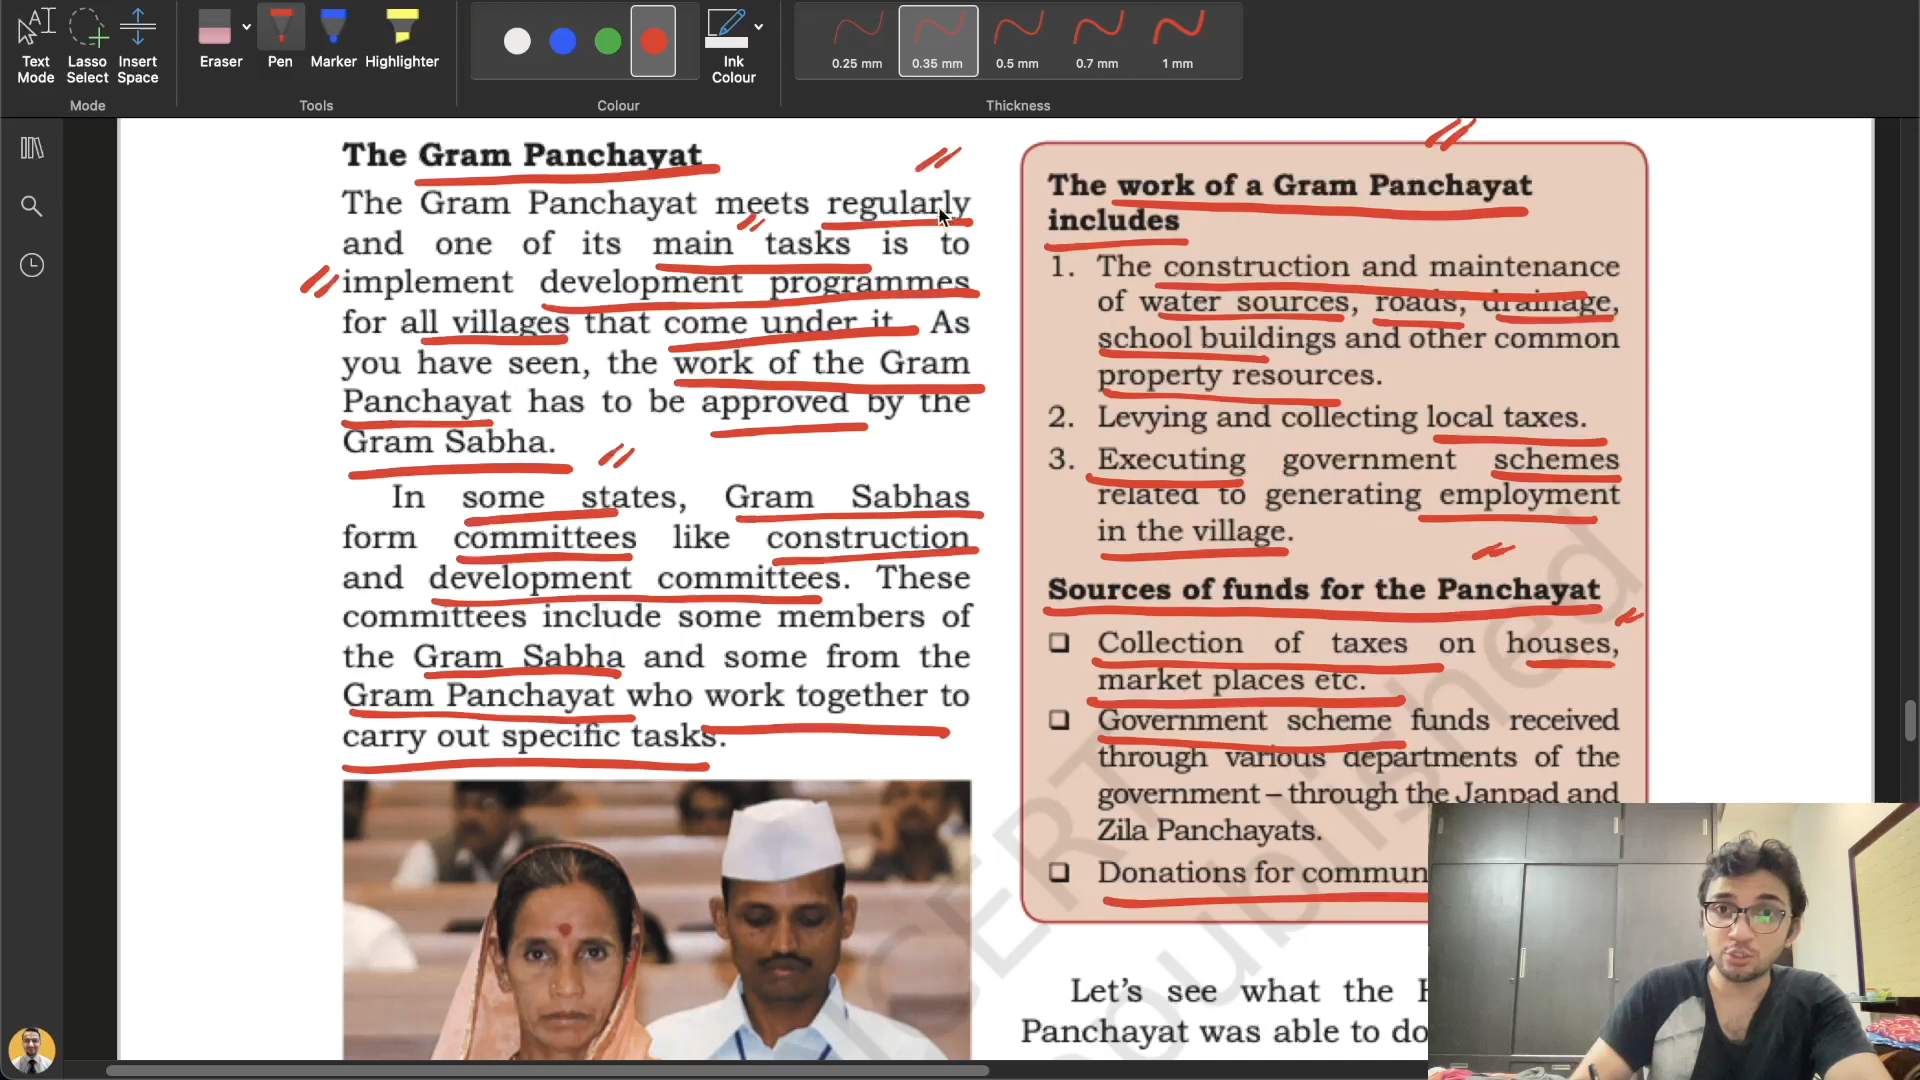 Text
Mode
Lasso
Select
Insert
Space
Eraser
Pen
Marker
Highlighter
Ink
Colour
0.25 mm
0.35 mm
0.5 mm
0.7 mm
1 mm
Mode
Tools
Colour
Thickness
The Gram Panchayat
The Gram Panchayat meets regularly
and one of its main tasks is to
implement development programmes
for all villages that come under it. As
you have seen, the work of the Gram
Panchayat has to be approved by the
Gram Sabha.
In some states, Gram Sabhas
form committees like construction
and development committees. These
committees include some members of
the Gram Sabha and some from the
Gram Panchayat who work together to
carry out specific tasks.
The work of a Gram Panchayat
includes
1. The construction and maintenance
of water sources, roads, drainage,
school buildings and other common
property resources.
2. Levying and collecting local taxes.
3. Executing government schemes
related to generating employment
in the village.
Sources of funds for the Panchayat
❑ Collection of taxes on houses,
market places etc.
❑ Government scheme funds received
through various departments of the
government – through the Janpad and
Zila Panchayats.
❑ Donations for commun
Let's see what the
Panchayat was able to do